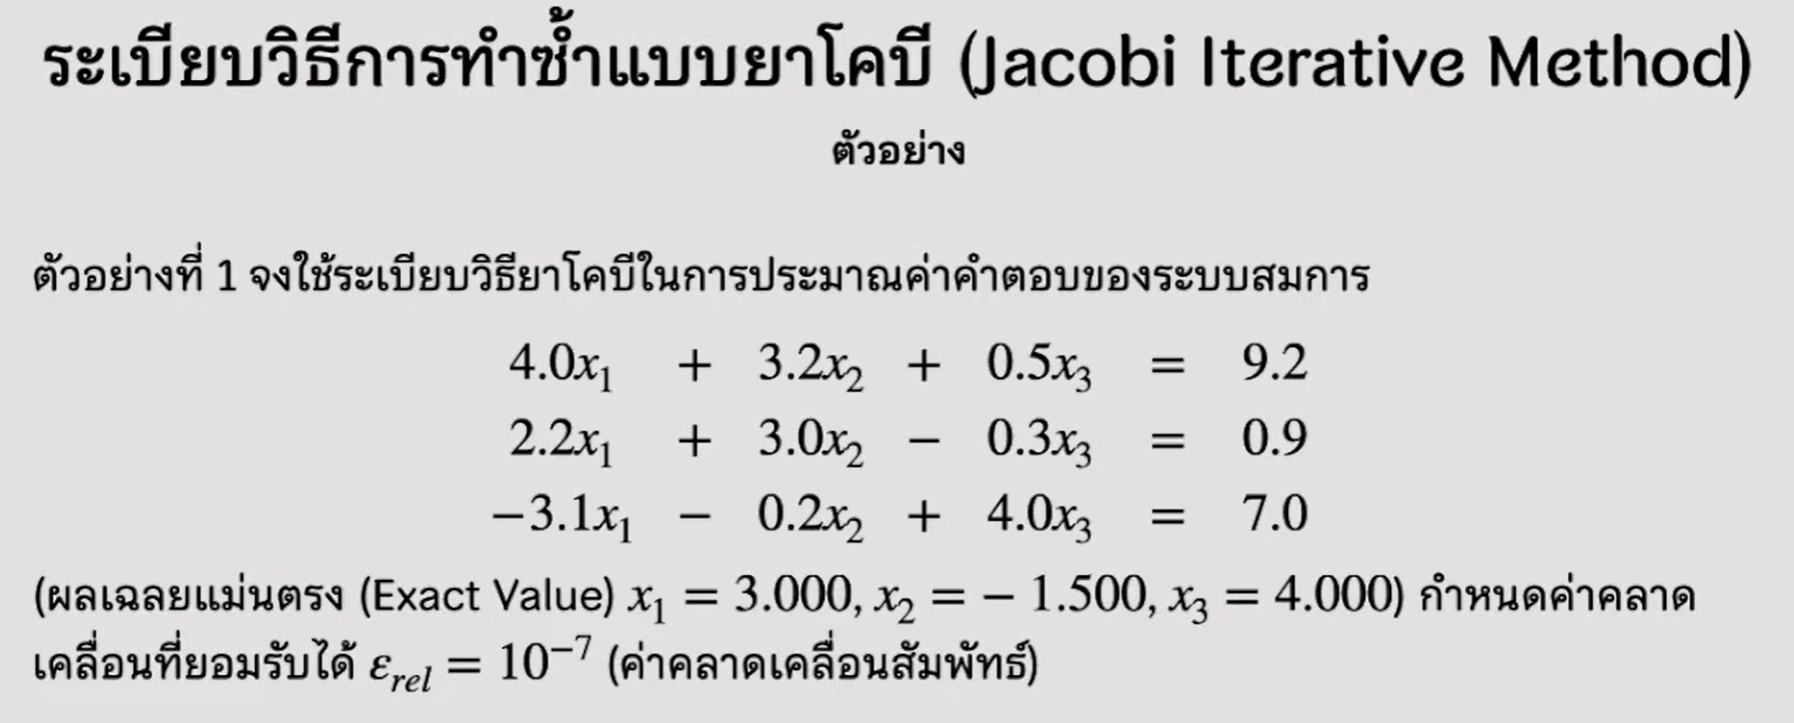 ระเบียบวิธีการทำซ้ำแบบยาโคบี (Jacobi Iterative Method)
ตัวอย่าง
ตัวอย่างที่ 1 จงใช้ระเบียบวิธียาโคบีในการประมาณค่าคำตอบของระบบสมการ
4.0x₁ + 3.2x₂ + 0.5x₃ = 9.2
2.2x₁ + 3.0x₂ − 0.3x₃ = 0.9
−3.1x₁ − 0.2x₂ + 4.0x₃ = 7.0
(ผลเฉลยแม่นตรง (Exact Value) x₁ = 3.000, x₂ = − 1.500, x₃ = 4.000) กำหนดค่าคลาด
เคลื่อนที่ยอมรับได้ εᵣₑₗ = 10⁻⁷ (ค่าคลาดเคลื่อนสัมพัทธ์)